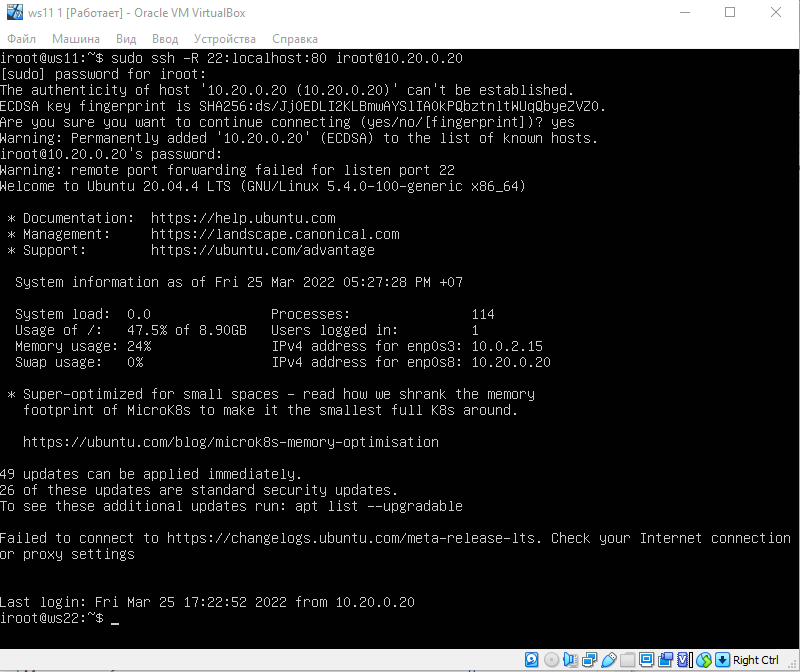 ws11 1 [Работает] - Oracle VM VirtualBox
Файл Машина Вид Ввод Устройства Справка
iroot@ws11:~$ sudo ssh -R 22:localhost:80 iroot@10.20.0.20
[sudo] password for iroot:
The authenticity of host '10.20.0.20 (10.20.0.20)' can't be established.
ECDSA key fingerprint is SHA256:ds/JjOEDLI2KLBmwAYSlIAOkPQbztnltWUqQbyeZVZO.
Are you sure you want to continue connecting (yes/no/[fingerprint])? yes
Warning: Permanently added '10.20.0.20' (ECDSA) to the list of known hosts.
iroot@10.20.0.20's password:
Warning: remote port forwarding failed for listen port 22
Welcome to Ubuntu 20.04.4 LTS (GNU/Linux 5.4.0-100-generic x86_64)
* Documentation: https://help.ubuntu.com
* Management: https://landscape.canonical.com
* Support: https://ubuntu.com/advantage
System information as of Fri 25 Mar 2022 05:27:28 PM +07
System load: 0.0 Processes: 114
Usage of /: 47.5% of 8.90GB Users logged in: 1
Memory usage: 24% IPv4 address for enp0s3: 10.0.2.15
Swap usage: 0% IPv4 address for enp0s8: 10.20.0.20
* Super-optimized for small spaces - read how we shrank the memory
footprint of MicroK8s to make it the smallest full K8s around.
https://ubuntu.com/blog/microk8s-memory-optimisation
49 updates can be applied immediately.
26 of these updates are standard security updates.
To see these additional updates run: apt list --upgradable
Failed to connect to https://changelogs.ubuntu.com/meta-release-lts. Check your Internet connection
or proxy settings
Last login: Fri Mar 25 17:22:52 2022 from 10.20.0.20
iroot@ws22:~$ _
Right Ctrl